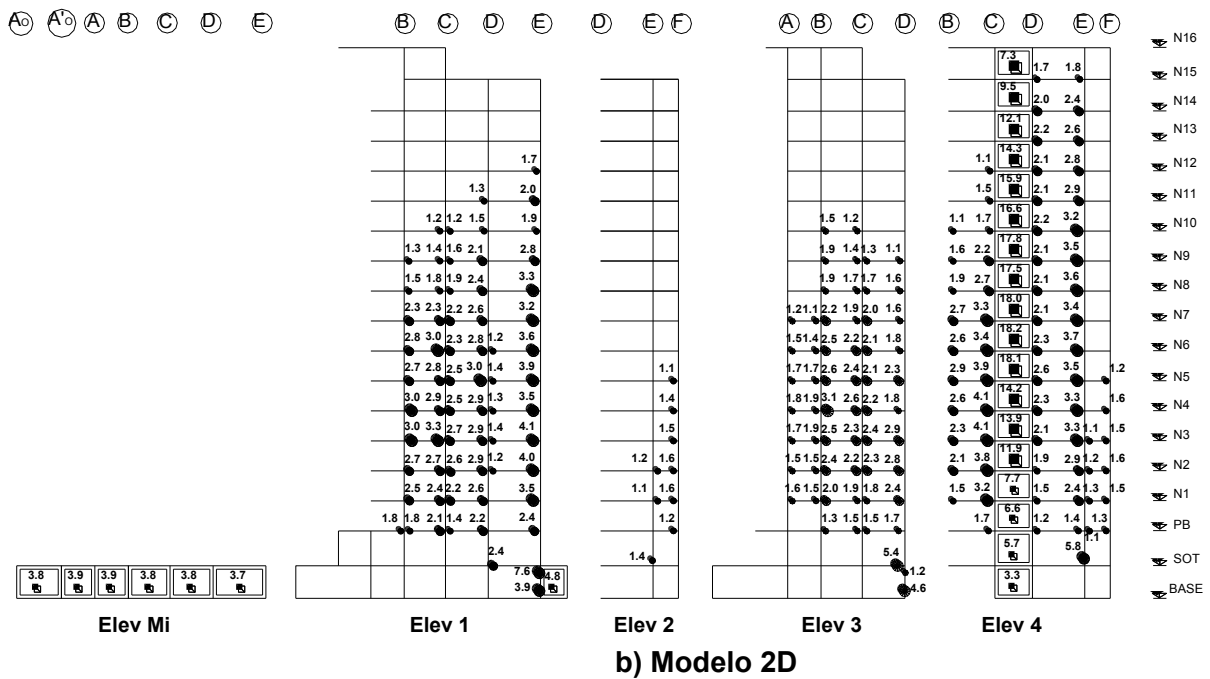 A₀ A'₀ A B C D E B C D E D E F A B C D B C D E F
N16
7.3
1.7 1.8 N15
9.5
2.0 2.4 N14
12.1
2.2 2.6 N13
14.3
1.7 1.1 2.1 2.8 N12
15.9
1.3 2.0 1.5 2.1 2.9 N11
16.6
1.2 1.2 1.5 1.9 1.5 1.2 1.1 1.7 2.2 3.2 N10
17.8
1.3 1.4 1.6 2.1 2.8 1.9 1.4 1.3 1.1 1.6 2.2 2.1 3.5 N9
17.5
1.5 1.8 1.9 2.4 3.3 1.9 1.7 1.7 1.6 1.9 2.7 2.1 3.6 N8
18.0
2.3 2.3 2.2 2.6 3.2 1.2 1.1 2.2 1.9 2.0 1.6 2.7 3.3 2.1 3.4 N7
18.2
2.8 3.0 2.3 2.8 1.2 3.6 1.5 1.4 2.5 2.2 2.1 1.8 2.6 3.4 2.3 3.7 N6
18.1
2.7 2.8 2.5 3.0 1.4 3.9 1.1 1.7 1.7 2.6 2.4 2.1 2.3 2.9 3.9 2.6 3.5 1.2 N5
14.2
3.0 2.9 2.5 2.9 1.3 3.5 1.4 1.8 1.9 3.1 2.6 2.2 1.8 2.6 4.1 2.3 3.3 1.6 N4
13.9
3.0 3.3 2.7 2.9 1.4 4.1 1.5 1.7 1.9 2.5 2.3 2.4 2.9 2.3 4.1 2.1 3.3 1.1 1.5 N3
11.9
2.7 2.7 2.6 2.9 1.2 4.0 1.2 1.6 1.5 1.5 2.4 2.2 2.3 2.8 2.1 3.8 1.9 2.9 1.2 1.6 N2
7.7
2.5 2.4 2.2 2.6 3.5 1.1 1.6 1.6 1.5 2.0 1.9 1.8 2.4 1.5 3.2 1.5 2.4 1.3 1.5 N1
6.6
1.8 1.8 2.1 1.4 2.2 2.4 1.2 1.3 1.5 1.5 1.7 1.7 1.2 1.4 1.3 PB
1.1
2.4 1.4 5.4 5.7 5.8 SOT
3.8 3.9 3.9 3.8 3.8 3.7 7.6 4.8 1.2
3.9 4.6 3.3 BASE
Elev Mi Elev 1 Elev 2 Elev 3 Elev 4
b) Modelo 2D